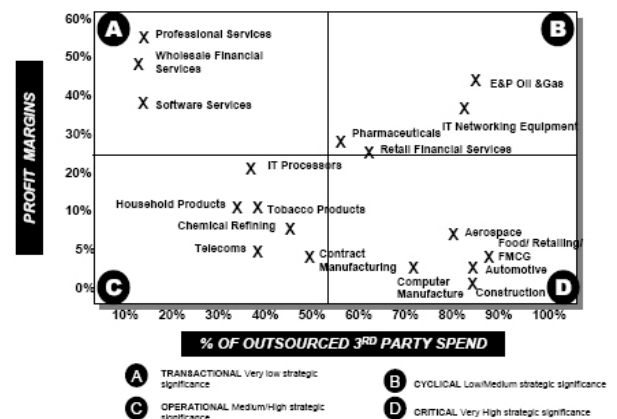 60%
A
B
X Professional Services
50%
X Wholesale Financial
Services
X E&P Oil &Gas
40%
X Software Services
X
IT Networking Equipment
30%
X Pharmaceuticals
X Retail Financial Services
PROFIT MARGINS
20%
X IT Processors
10%
Household Products X
X Tobacco Products
Chemical Refining X
X Aerospace
5%
Telecoms X
X Contract
Manufacturing
Food/ Retailing/
X FMCG
X
X Automotive
Computer
Manufacture
X Construction
0%
C
D
10% 20% 30% 40% 50% 60% 70% 80% 90% 100%
% OF OUTSOURCED 3RD PARTY SPEND
A TRANSACTIONAL Very low strategic
significance
B CYCLICAL Low/Medium strategic significance
C OPERATIONAL Medium/High strategic
significance
D CRITICAL Very High strategic significance